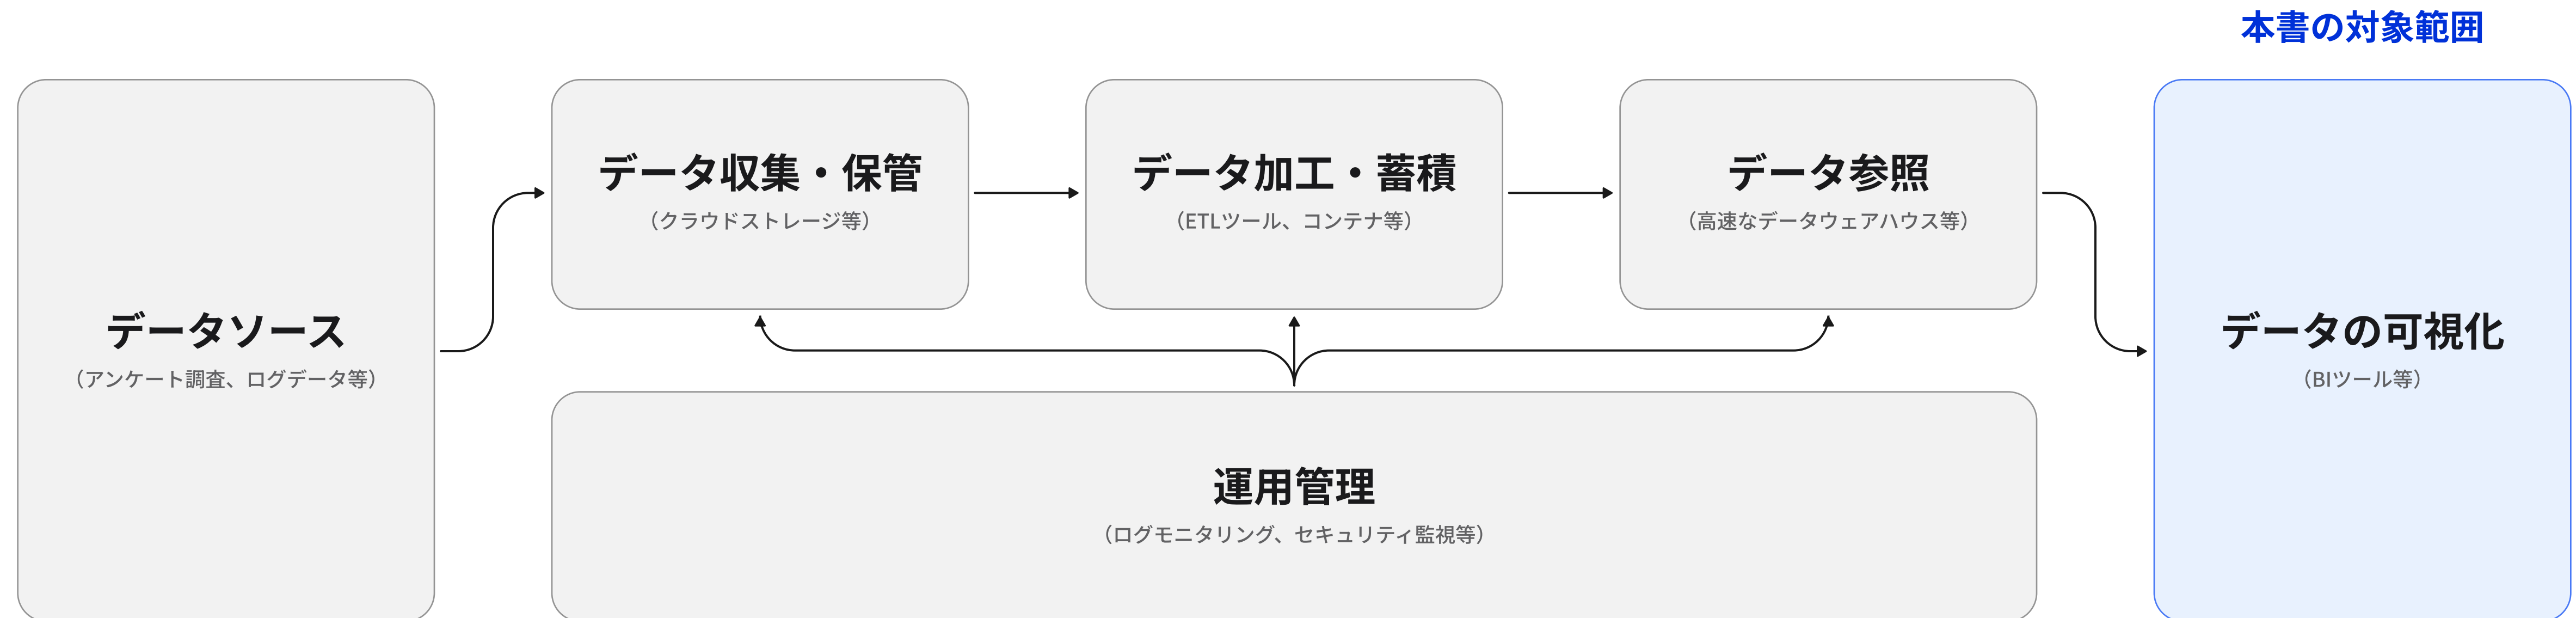 本書の対象範囲
データソース
（アンケート調査、ログデータ等）
データ収集・保管
（クラウドストレージ等）
データ加工・蓄積
（ETLツール、コンテナ等）
データ参照
（高速なデータウェアハウス等）
運用管理
（ログモニタリング、セキュリティ監視等）
データの可視化
（BIツール等）